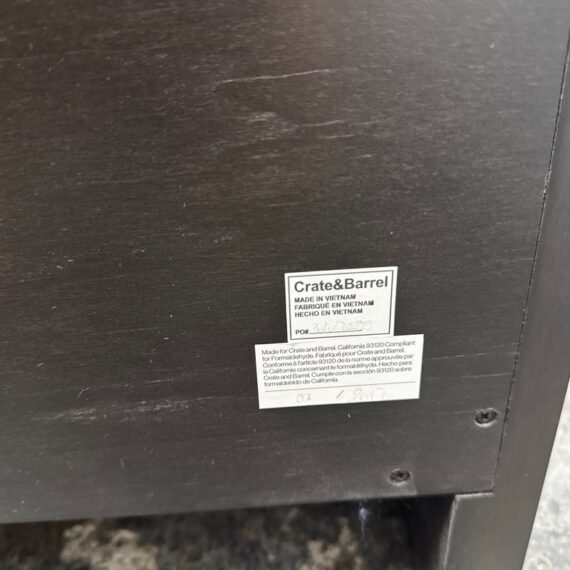 Crate&Barrel
MADE IN VIETNAM
FABRIQUÉ EN VIETNAM
HECHO EN VIETNAM
PO#
Made for Crate and Barrel. California 93120 Compliant
for Formaldehyde. Fabriqué pour Crate and Barrel.
Conforme à l'article 93120 de la norme approuvée par
la Californie concernant le formaldéhyde. Hecho para
Crate and Barrel. Cumple con la sección 93120 sobre
formaldehído de California.